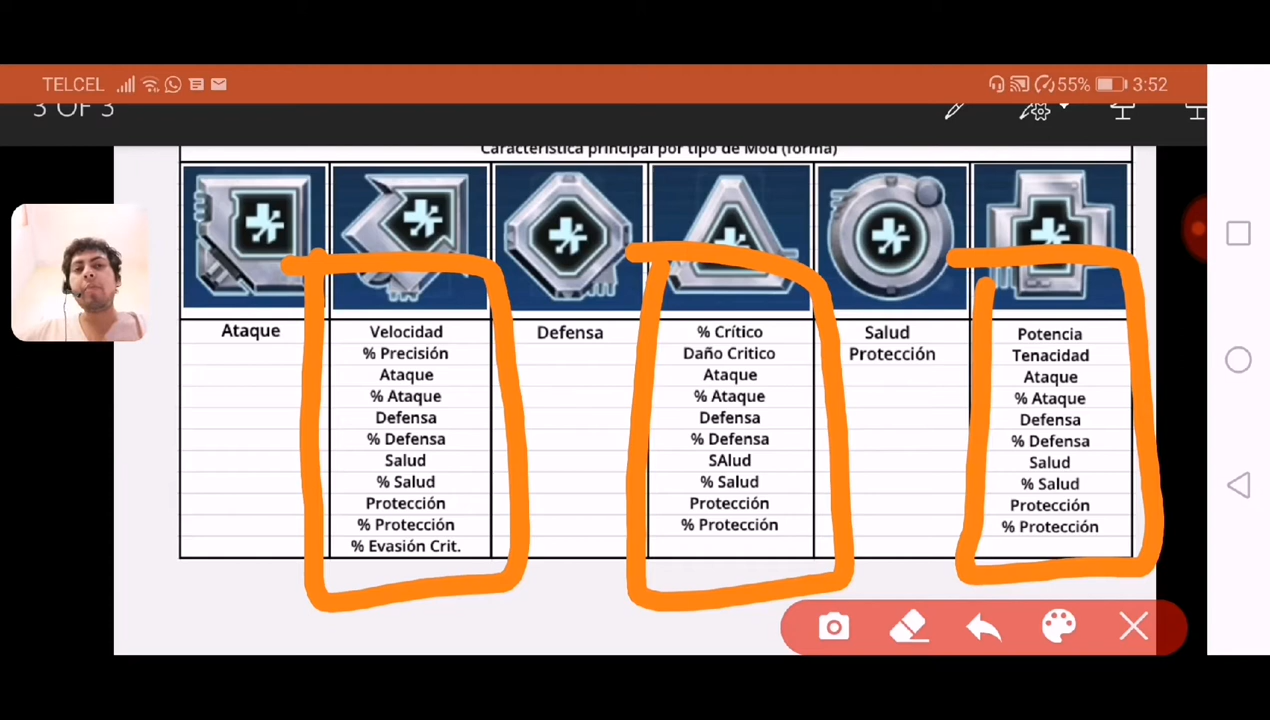 TELCEL 55% 3:52
3 OF 3
Característica principal por tipo de Mod (forma)
Ataque
Velocidad
% Precisión
Ataque
% Ataque
Defensa
% Defensa
Salud
% Salud
Protección
% Protección
% Evasión Crit.
Defensa
% Crítico
Daño Critico
Ataque
% Ataque
Defensa
% Defensa
SAlud
% Salud
Protección
% Protección
Salud
Protección
Potencia
Tenacidad
Ataque
% Ataque
Defensa
% Defensa
Salud
% Salud
Protección
% Protección